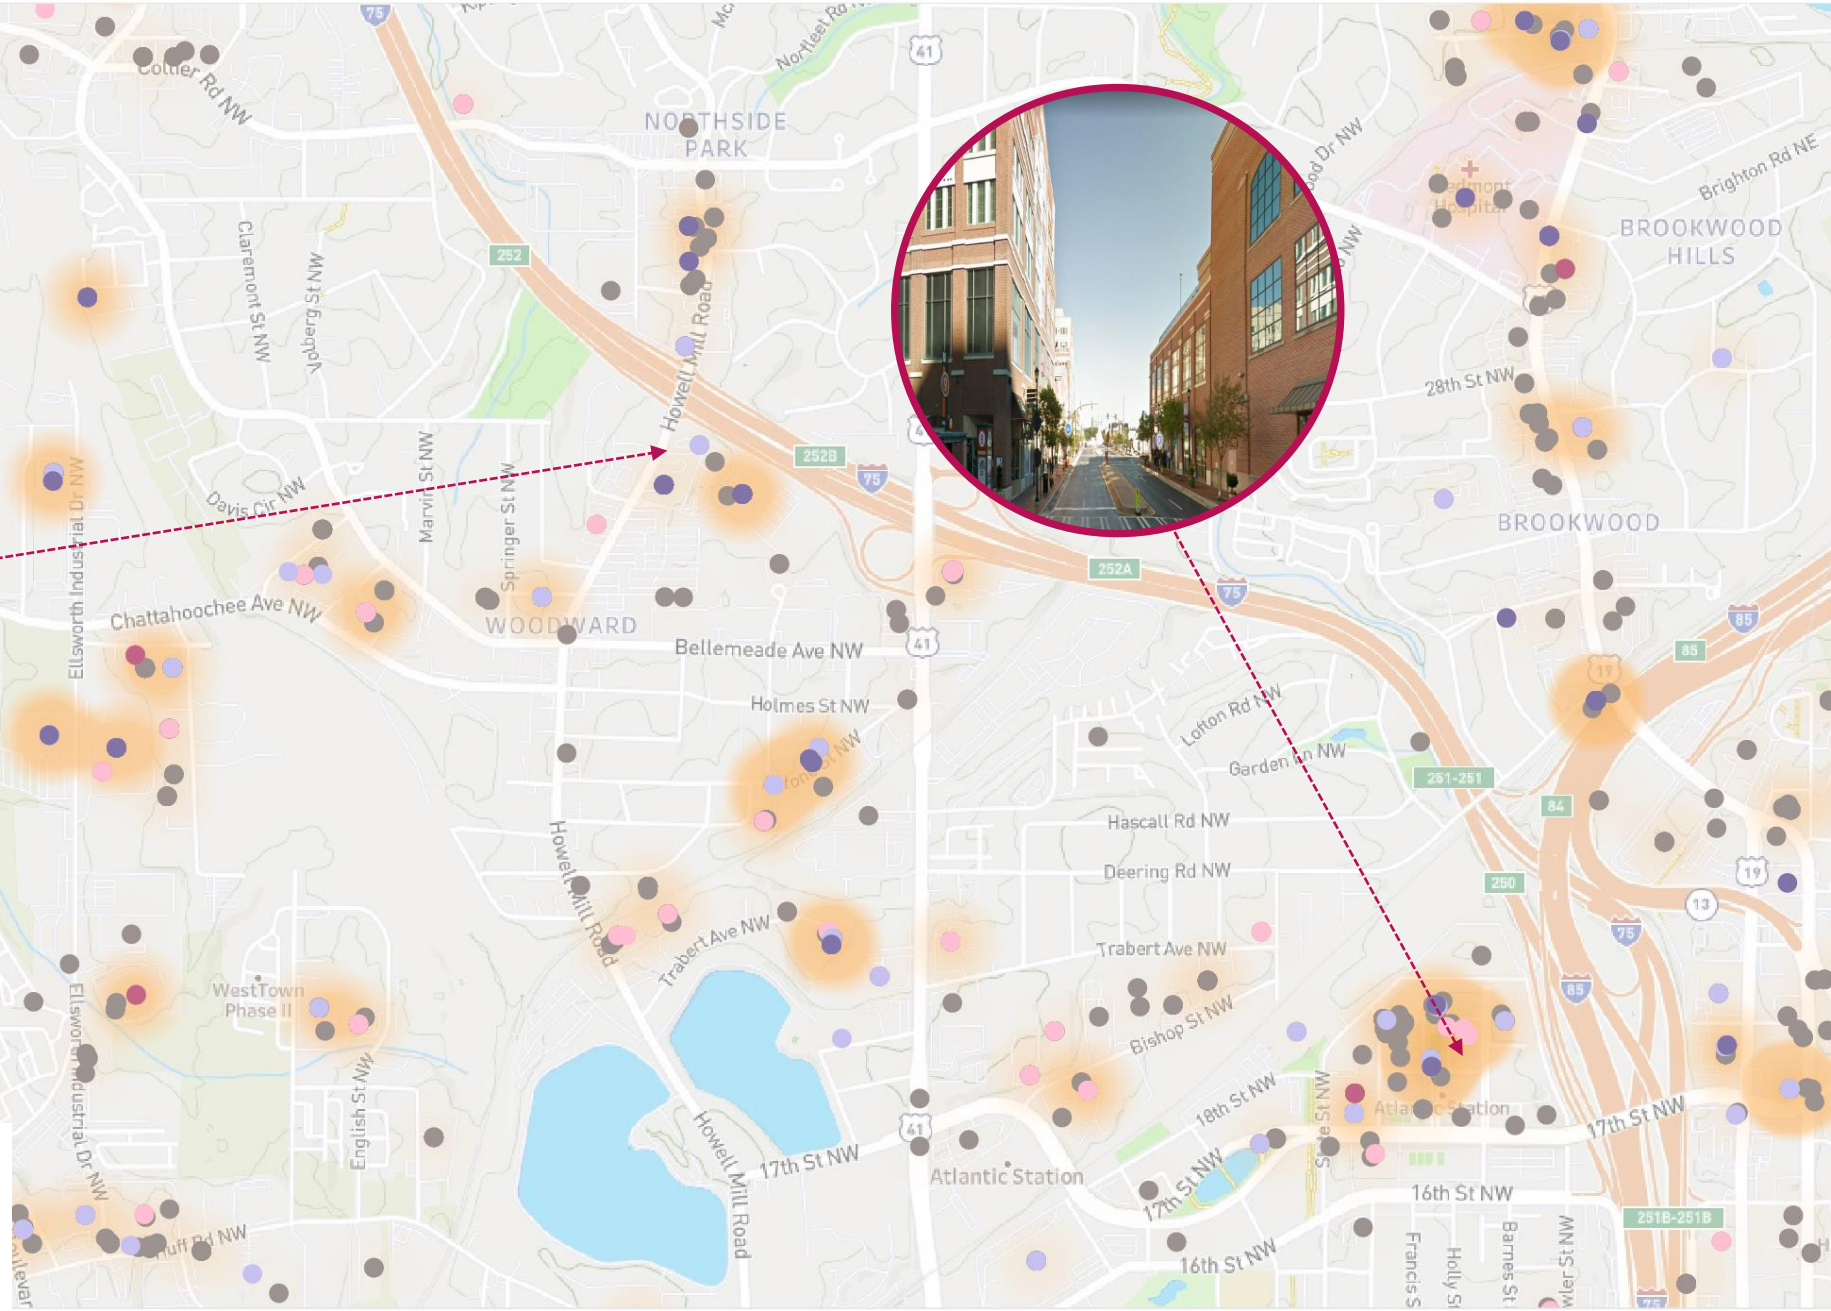 75
41
Collier Rd NW
NORTHSIDE
PARK
Brighton Rd NE
BROOKWOOD
HILLS
252
Claremont St NW
Howell Mill Road
28th St NW
252B
75
Marvin St NW
Springer St NW
Davis Cir NW
BROOKWOOD
Ellsworth Industrial Dr NW
252A
75
85
Chattahoochee Ave NW
WOODWARD
41
Bellemeade Ave NW
85
19
Holmes St NW
Lofton Rd NW
Garden Ln NW
251-251
84
Howell Mill Road
Hascall Rd NW
Deering Rd NW
250
19
13
75
Trabert Ave NW
Trabert Ave NW
WestTown
Phase II
85
Bishop St NW
English St NW
18th St NW
State St NW
Atlantic Station
17th St NW
41
Howell Mill Road
17th St NW
Atlantic Station
17th St NW
16th St NW
251B-251B
16th St NW
Francis S
Holly S
Barnes St
wler St NW
Huff Rd NW
75